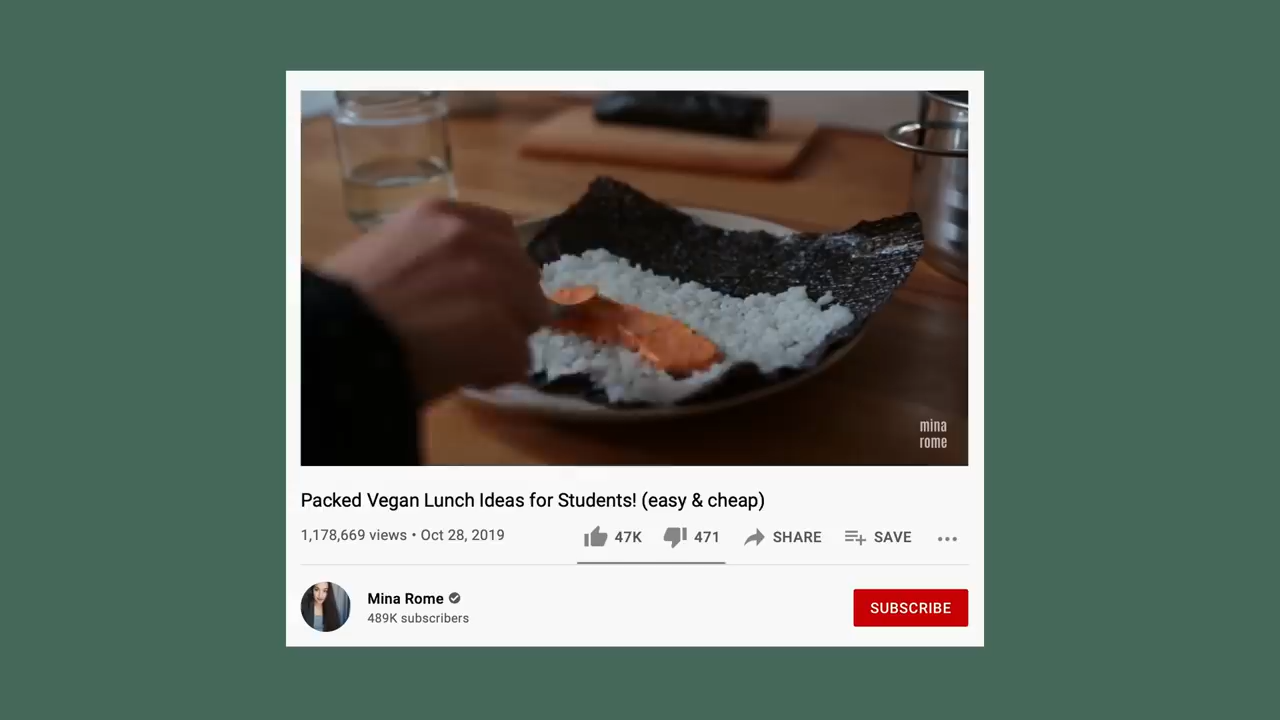 mina
rome
Packed Vegan Lunch Ideas for Students! (easy & cheap)
1,178,669 views • Oct 28, 2019 47K 471 SHARE SAVE
Mina Rome
489K subscribers
SUBSCRIBE